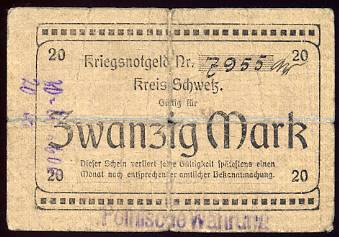 20 20
Kriegsnotgeld Nr. 7955
Kreis Schwetz.
Gültig für
Zwanzig Mark
Dieser Schein verliert seine Gültigkeit spätestens einen
Monat nach entsprechender amtlicher Bekanntmachung.
20 20
Polnische Währung